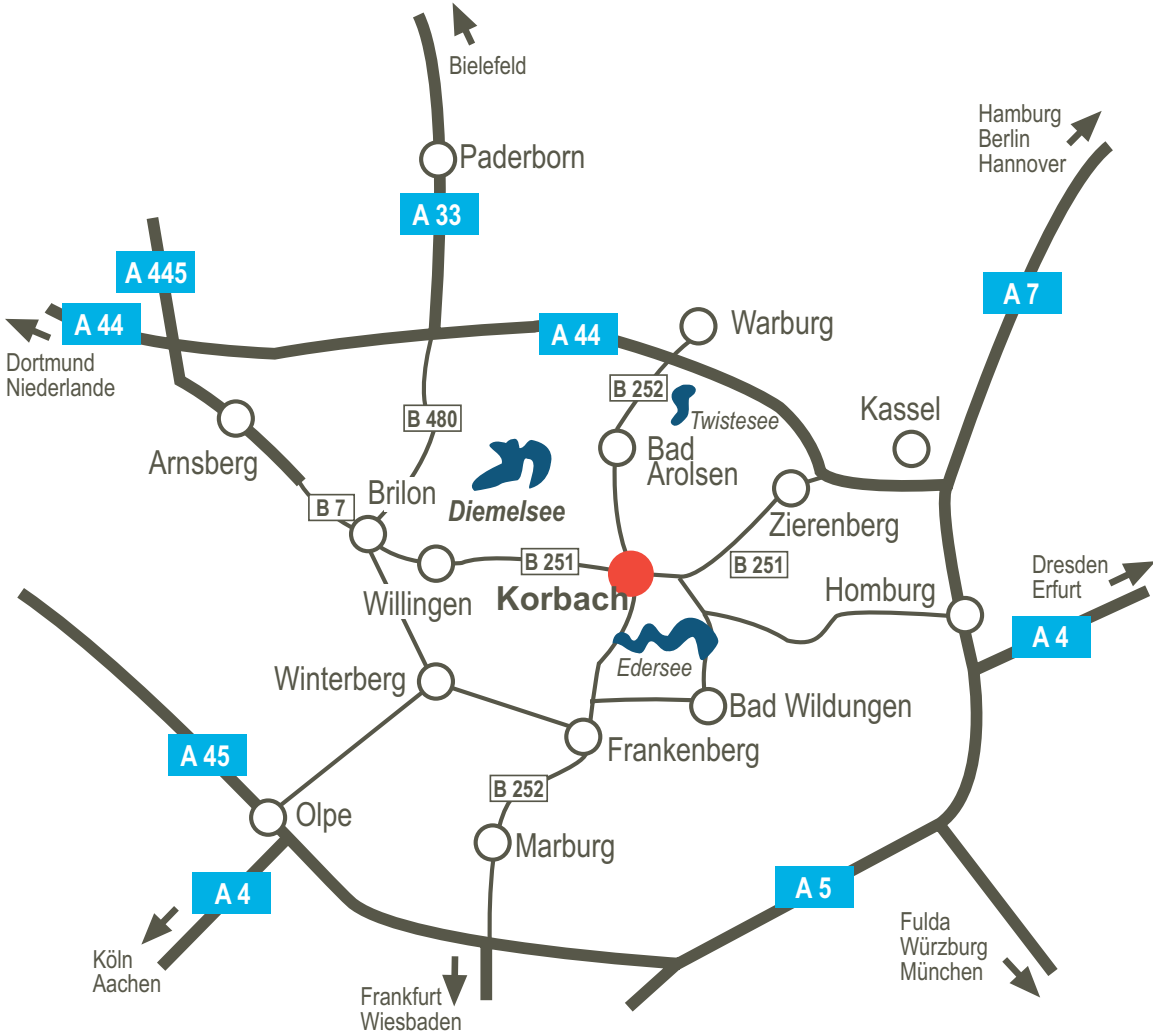 Bielefeld
Hamburg
Berlin
Hannover
Paderborn
A 33
A 445
A 7
A 44
A 44
Warburg
Dortmund
Niederlande
B 252
Twistesee
Kassel
B 480
Arnsberg
Bad
Arolsen
Brilon
B 7
Diemelsee
Zierenberg
B 251
B 251
Dresden
Erfurt
Willingen
Korbach
Homburg
A 4
Edersee
Winterberg
Bad Wildungen
Frankenberg
A 45
B 252
Olpe
Marburg
A 4
A 5
Fulda
Würzburg
München
Köln
Aachen
Frankfurt
Wiesbaden